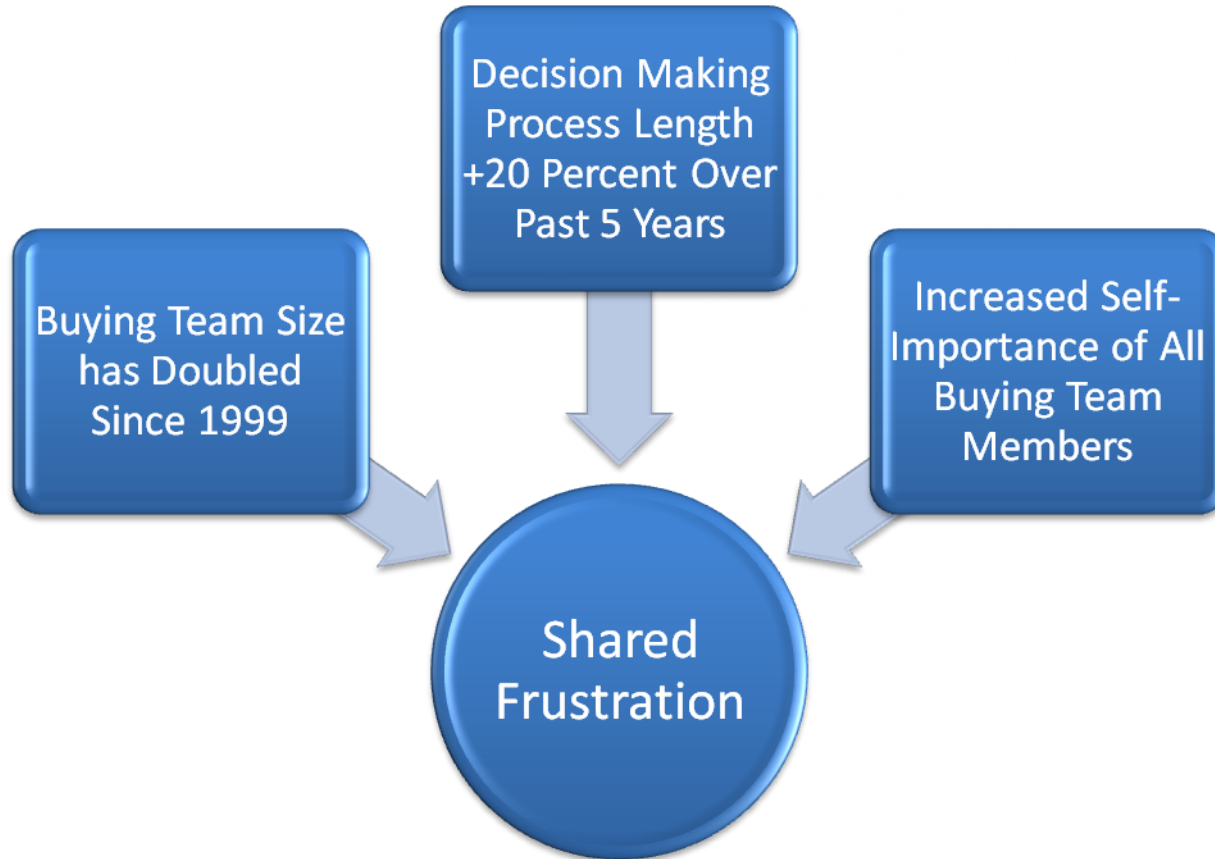 Decision Making
Process Length
+20 Percent Over
Past 5 Years
Buying Team Size
has Doubled
Since 1999
Increased Self-
Importance of All
Buying Team
Members
Shared
Frustration